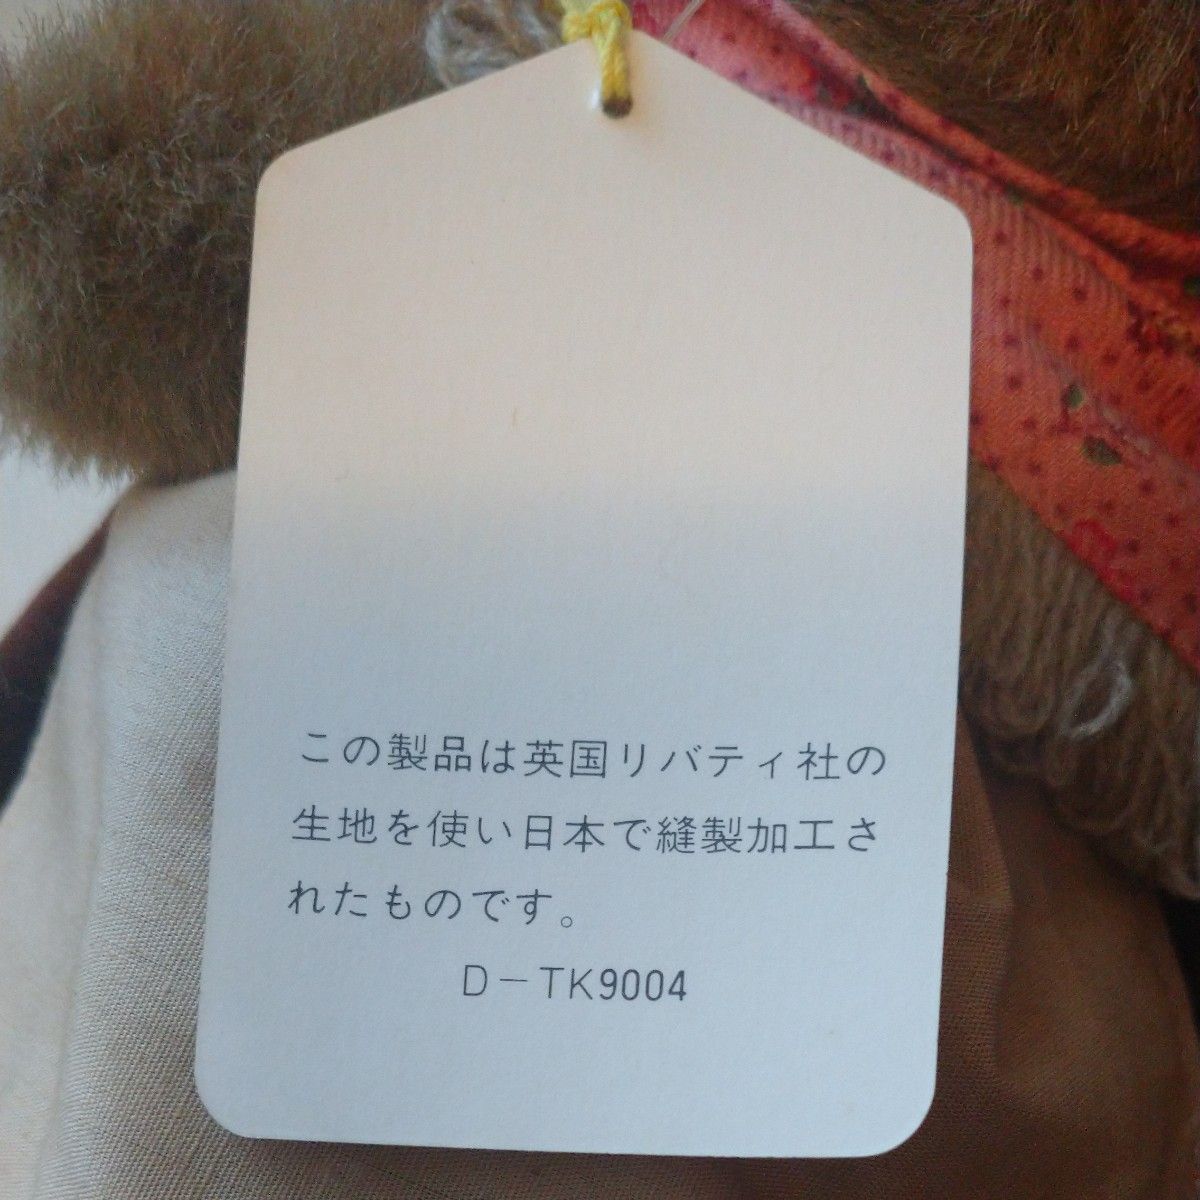 この製品は英国リバティ社の
生地を使い日本で縫製加工さ
れたものです。
D－TK9004